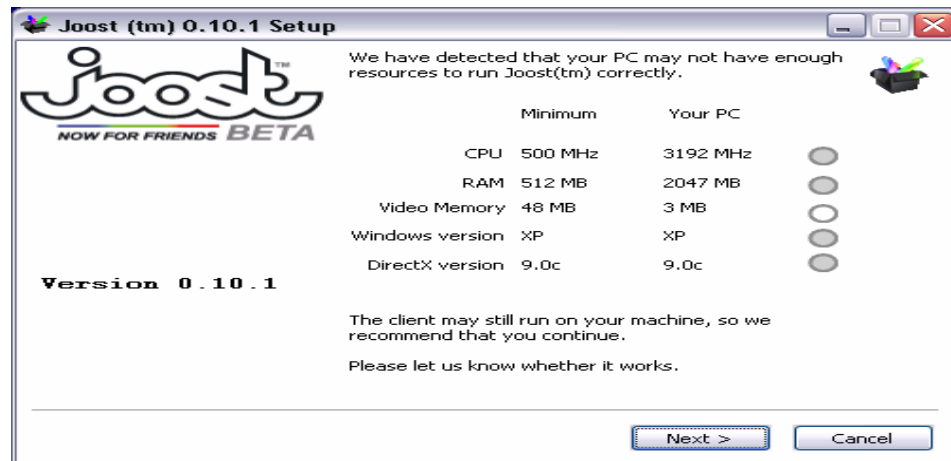 Joost (tm) 0.10.1 Setup
joost™
NOW FOR FRIENDS BETA
We have detected that your PC may not have enough
resources to run Joost(tm) correctly.
Minimum Your PC
CPU 500 MHz 3192 MHz
RAM 512 MB 2047 MB
Video Memory 48 MB 3 MB
Windows version XP XP
DirectX version 9.0c 9.0c
Version 0.10.1
The client may still run on your machine, so we
recommend that you continue.
Please let us know whether it works.
Next > Cancel